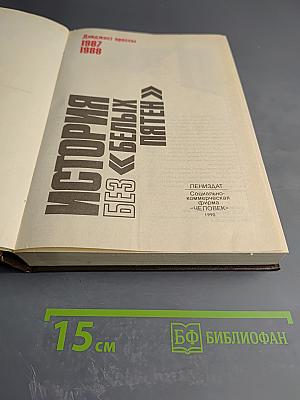 Дайджест прессы
1987
1988
ИСТОРИЯ
БЕЗ «БЕЛЫХ
ПЯТЕН»
ЛЕНИЗДАТ
Социально-
коммерческая
фирма
«ЧЕЛОВЕК»
1990
15 см
БФ БИБЛИОФАН